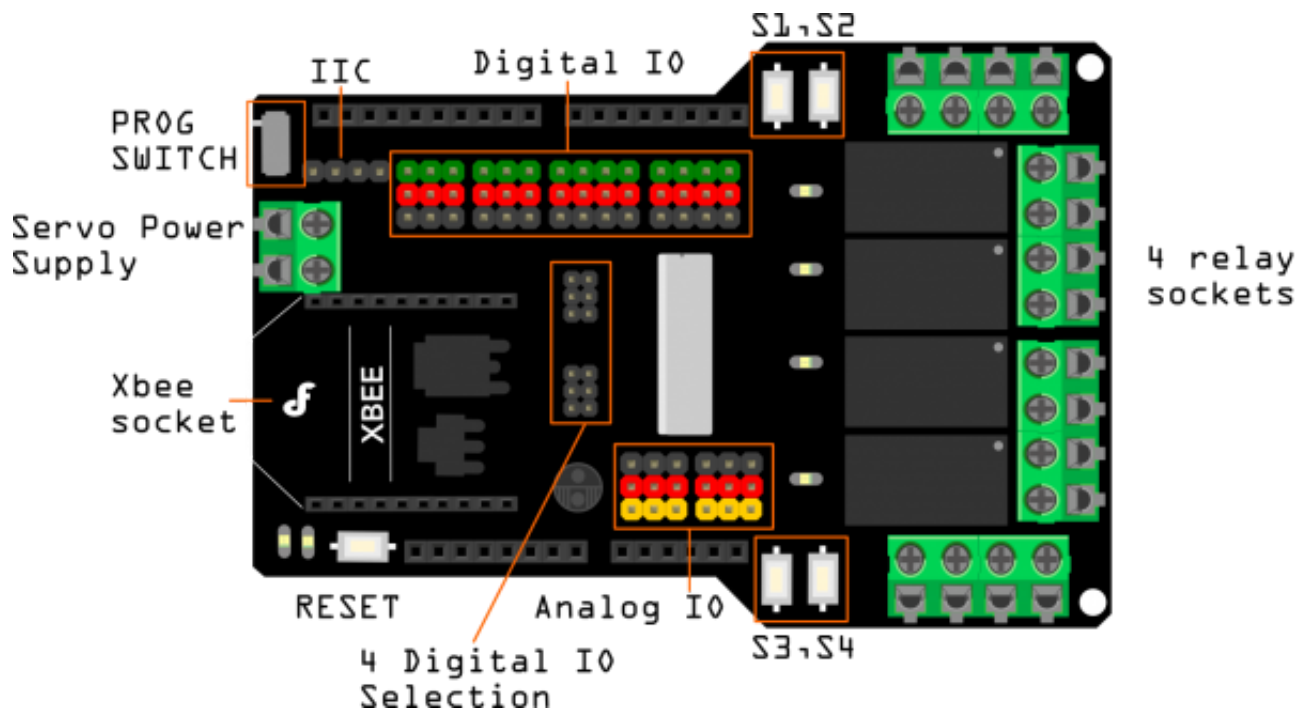 S1,S2
Digital IO
IIC
PROG
SWITCH
Servo Power
Supply
4 relay
sockets
Xbee
socket
XBEE
RESET
Analog IO
S3,S4
4 Digital IO
Selection